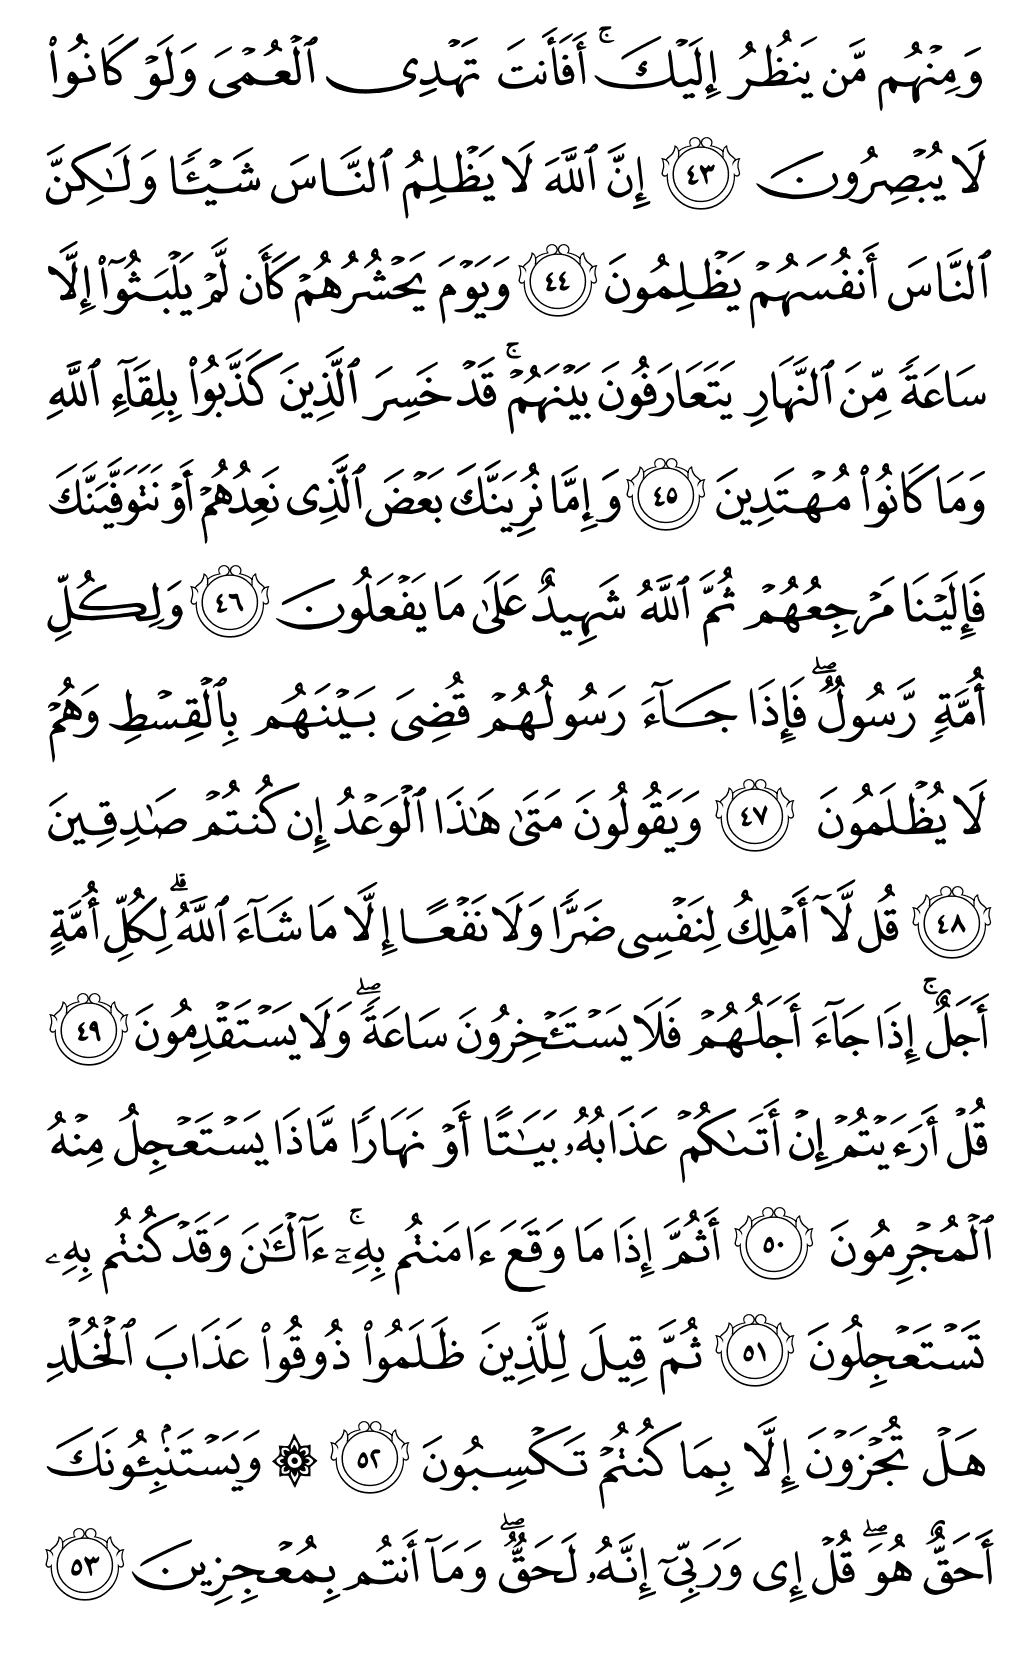 وَمِنْهُم مَّن يَنظُرُ إِلَيْكَ ۚ أَفَأَنتَ تَهْدِى ٱلْعُمْىَ وَلَوْ كَانُوا۟
لَا يُبْصِرُونَ ٤٣ إِنَّ ٱللَّهَ لَا يَظْلِمُ ٱلنَّاسَ شَيْـًٔا وَلَـٰكِنَّ
ٱلنَّاسَ أَنفُسَهُمْ يَظْلِمُونَ ٤٤ وَيَوْمَ يَحْشُرُهُمْ كَأَن لَّمْ يَلْبَثُوٓا۟ إِلَّا
سَاعَةً مِّنَ ٱلنَّهَارِ يَتَعَارَفُونَ بَيْنَهُمْ ۚ قَدْ خَسِرَ ٱلَّذِينَ كَذَّبُوا۟ بِلِقَآءِ ٱللَّهِ
وَمَا كَانُوا۟ مُهْتَدِينَ ٤٥ وَإِمَّا نُرِيَنَّكَ بَعْضَ ٱلَّذِى نَعِدُهُمْ أَوْ نَتَوَفَّيَنَّكَ
فَإِلَيْنَا مَرْجِعُهُمْ ثُمَّ ٱللَّهُ شَهِيدٌ عَلَىٰ مَا يَفْعَلُونَ ٤٦ وَلِكُلِّ
أُمَّةٍ رَّسُولٌ ۖ فَإِذَا جَآءَ رَسُولُهُمْ قُضِىَ بَيْنَهُم بِٱلْقِسْطِ وَهُمْ
لَا يُظْلَمُونَ ٤٧ وَيَقُولُونَ مَتَىٰ هَـٰذَا ٱلْوَعْدُ إِن كُنتُمْ صَـٰدِقِينَ
٤٨ قُل لَّآ أَمْلِكُ لِنَفْسِى ضَرًّا وَلَا نَفْعًا إِلَّا مَا شَآءَ ٱللَّهُ ۗ لِكُلِّ أُمَّةٍ
أَجَلٌ ۚ إِذَا جَآءَ أَجَلُهُمْ فَلَا يَسْتَـْٔخِرُونَ سَاعَةً ۖ وَلَا يَسْتَقْدِمُونَ ٤٩
قُلْ أَرَءَيْتُمْ إِنْ أَتَىٰكُمْ عَذَابُهُۥ بَيَـٰتًا أَوْ نَهَارًا مَّاذَا يَسْتَعْجِلُ مِنْهُ
ٱلْمُجْرِمُونَ ٥٠ أَثُمَّ إِذَا مَا وَقَعَ ءَامَنتُم بِهِۦٓ ۚ ءَآلْـَٔـٰنَ وَقَدْ كُنتُم بِهِۦ
تَسْتَعْجِلُونَ ٥١ ثُمَّ قِيلَ لِلَّذِينَ ظَلَمُوا۟ ذُوقُوا۟ عَذَابَ ٱلْخُلْدِ
هَلْ تُجْزَوْنَ إِلَّا بِمَا كُنتُمْ تَكْسِبُونَ ٥٢ ۞ وَيَسْتَنۢبِـُٔونَكَ
أَحَقٌّ هُوَ ۖ قُلْ إِى وَرَبِّىٓ إِنَّهُۥ لَحَقٌّ ۖ وَمَآ أَنتُم بِمُعْجِزِينَ ٥٣